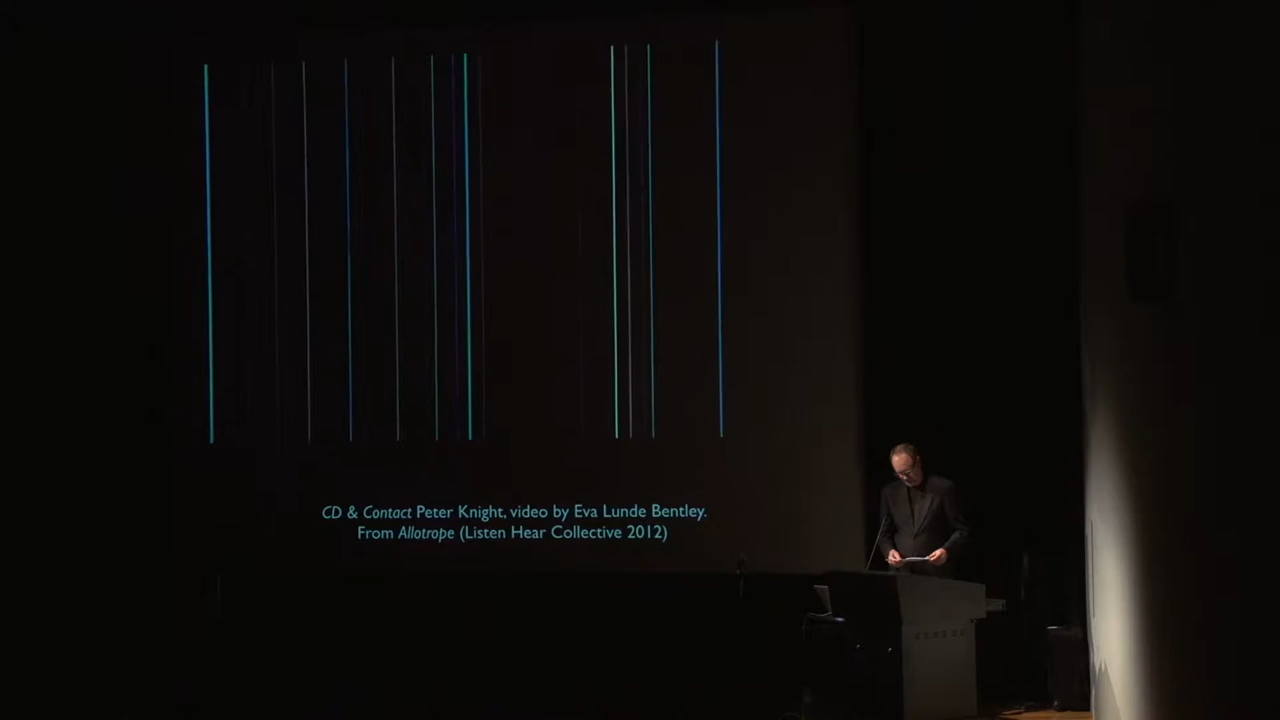 CD & Contact Peter Knight, video by Eva Lunde Bentley.
From Allotrope (Listen Hear Collective 2012)